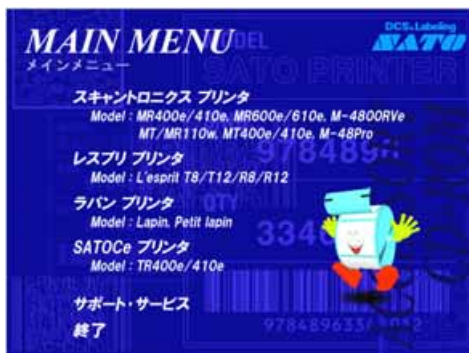 MAIN MENU
メインメニュー
DCS & Labeling
SATO
DEL
SATO PRINTER
スキャントロニクス プリンタ
Model : MR400e/410e, MR600e/610e, M-4800RVe
MT/MR110w, MT400e/410e, M-48Pro
レスプリ プリンタ
Model : L'esprit T8/T12/R8/R12
ラパン プリンタ
Model : Lapin, Petit lapin
QTY
SATOCe プリンタ
Model : TR400e/410e
サポート・サービス
終了